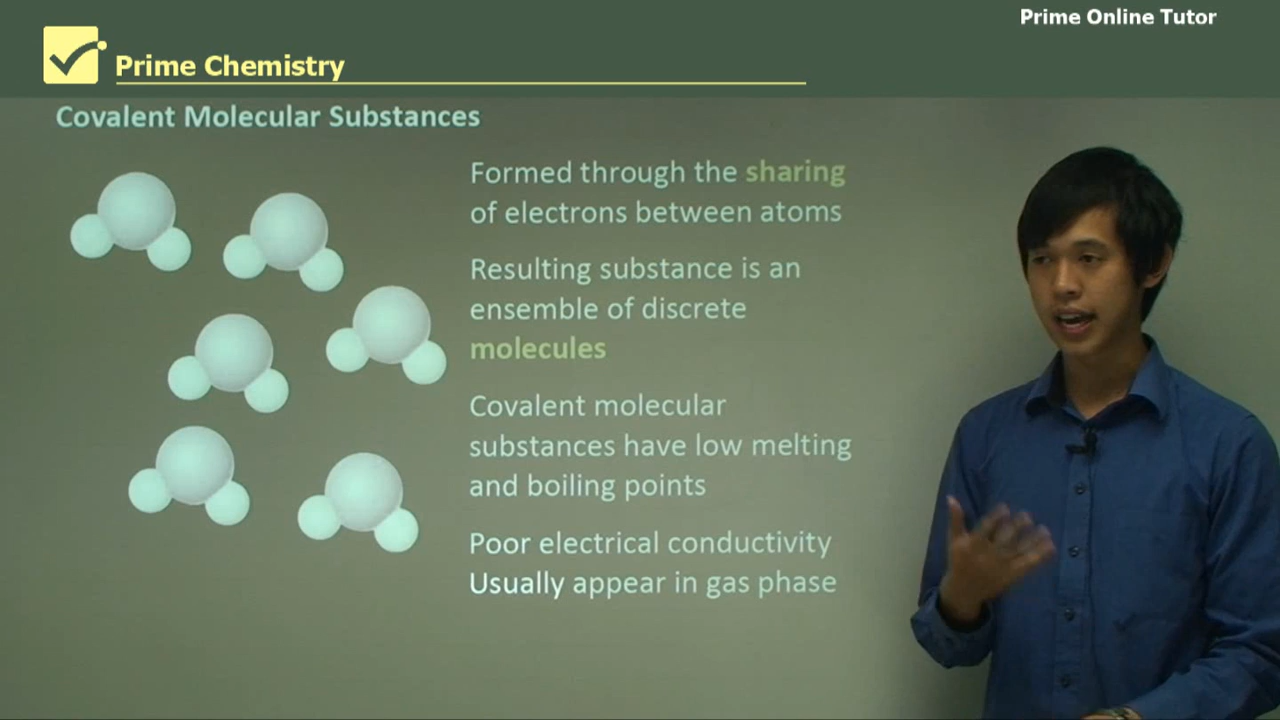 Prime Online Tutor
Prime Chemistry
Covalent Molecular Substances
Formed through the sharing
of electrons between atoms
Resulting substance is an
ensemble of discrete
molecules
Covalent molecular
substances have low melting
and boiling points
Poor electrical conductivity
Usually appear in gas phase